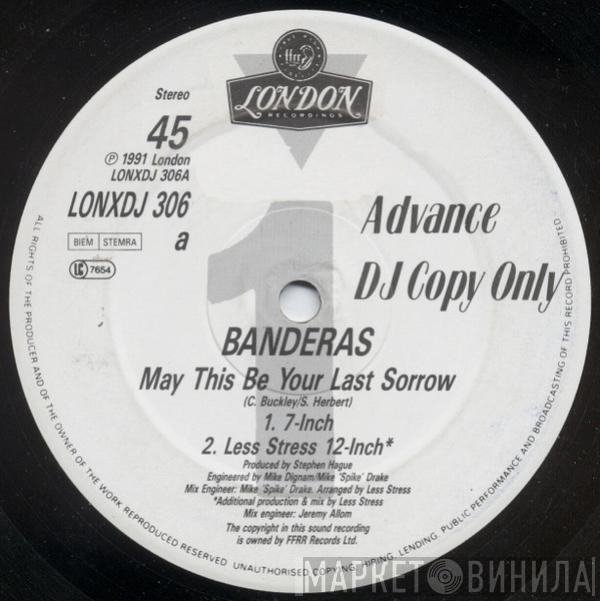 ffrr
LONDON
RECORDINGS
Stereo
45
℗ 1991 London
LONXDJ 306A
LONXDJ 306
a
BIEM STEMRA
LC 7654
1
Advance
DJ Copy Only
BANDERAS
May This Be Your Last Sorrow
(C. Buckley/S. Herbert)
1. 7-Inch
2. Less Stress 12-Inch*
Produced by Stephen Hague
Engineered by Mike Dignam/Mike 'Spike' Drake
Mix Engineer: Mike 'Spike' Drake. Arranged by Less Stress
*Additional production & mix by Less Stress
Mix engineer: Jeremy Allom
The copyright in this sound recording
is owned by FFRR Records Ltd.
ALL RIGHTS OF THE PRODUCER AND OF THE OWNER OF THE WORK REPRODUCED RESERVED UNAUTHORISED COPYING, HIRING, LENDING, PUBLIC PERFORMANCE AND BROADCASTING OF THIS RECORD PROHIBITED.
МАРКЕТ ВИНИЛА